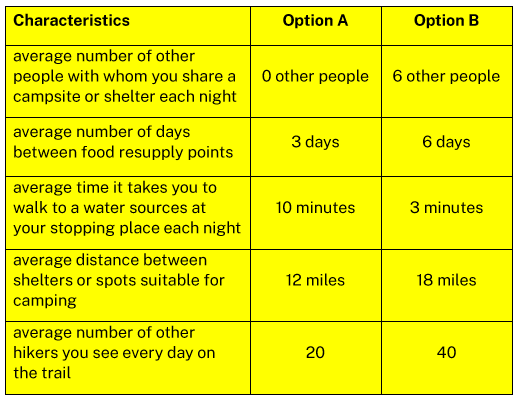 Characteristics Option A Option B
average number of other
people with whom you share a 0 other people 6 other people
campsite or shelter each night
average number of days
between food resupply points 3 days 6 days
average time it takes you to
walk to a water sources at 10 minutes 3 minutes
your stopping place each night
average distance between
shelters or spots suitable for 12 miles 18 miles
camping
average number of other
hikers you see every day on 20 40
the trail